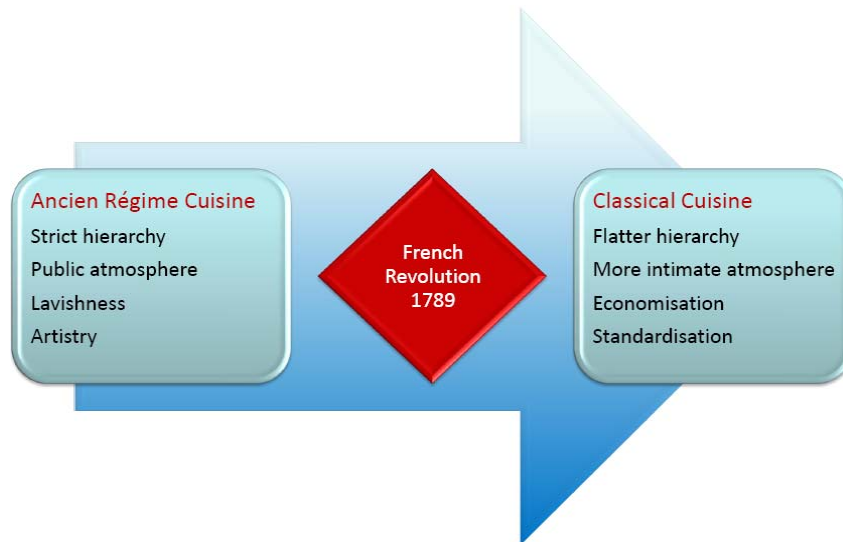 Ancien Régime Cuisine
Strict hierarchy
Public atmosphere
Lavishness
Artistry
French
Revolution
1789
Classical Cuisine
Flatter hierarchy
More intimate atmosphere
Economisation
Standardisation